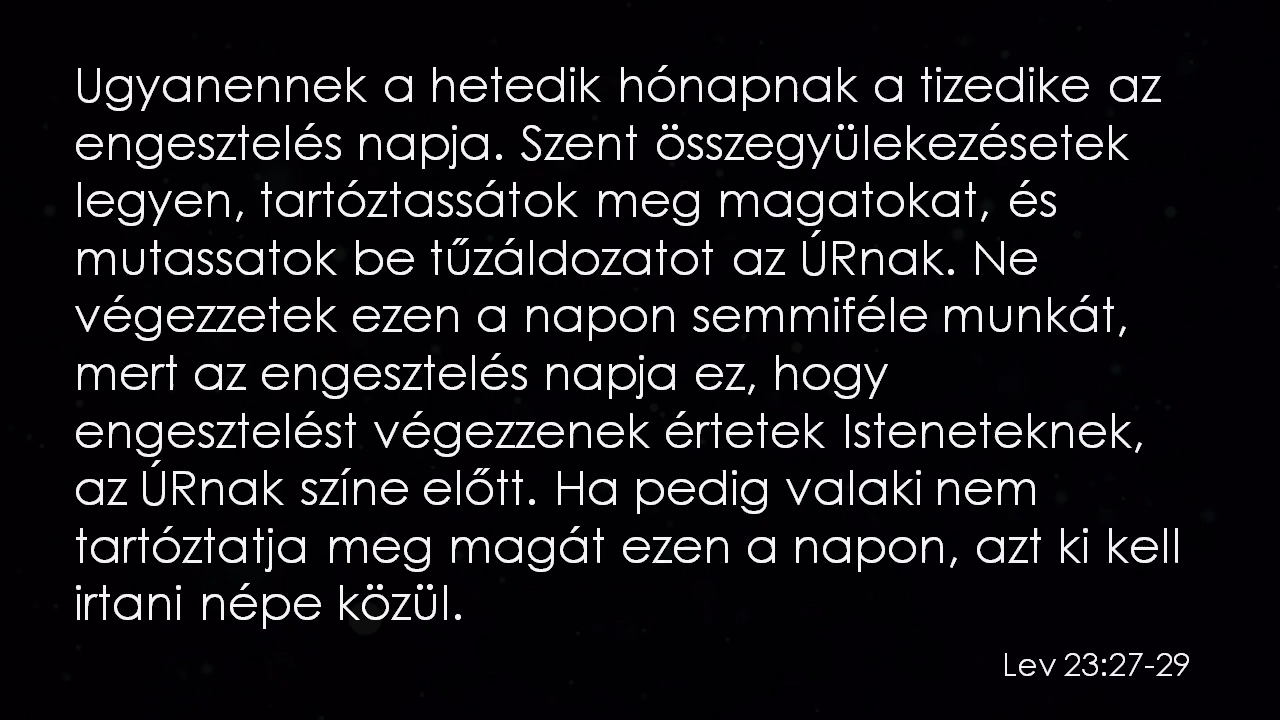 Ugyanennek a hetedik hónapnak a tizedike az
engesztelés napja. Szent összegyülekezésetek
legyen, tartóztassátok meg magatokat, és
mutassatok be tűzáldozatot az ÚRnak. Ne
végezzetek ezen a napon semmiféle munkát,
mert az engesztelés napja ez, hogy
engesztelést végezzenek értetek Isteneteknek,
az ÚRnak színe előtt. Ha pedig valaki nem
tartóztatja meg magát ezen a napon, azt ki kell
irtani népe közül.
Lev 23:27-29